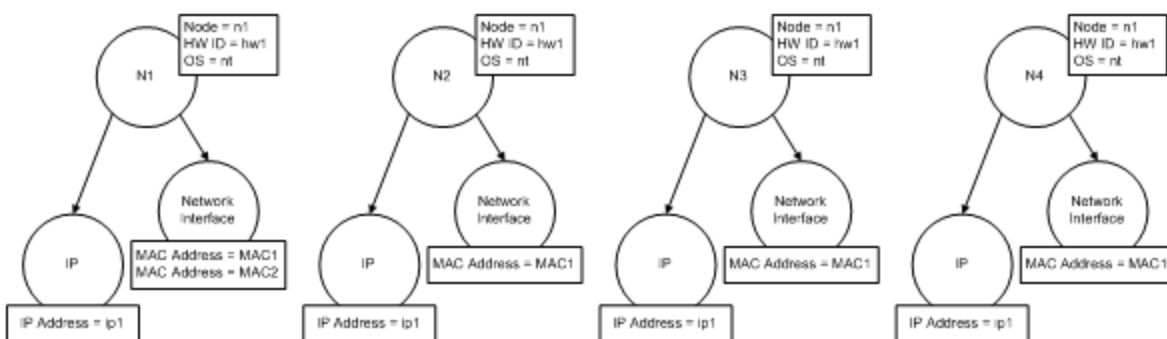 Node = n1
HW ID = hw1
OS = nt
N1
Network
Interface
MAC Address = MAC1
MAC Address = MAC2
IP
IP Address = ip1
Node = n1
HW ID = hw1
OS = nt
N2
Network
Interface
MAC Address = MAC1
IP
IP Address = ip1
Node = n1
HW ID = hw1
OS = nt
N3
Network
Interface
MAC Address = MAC1
IP
IP Address = ip1
Node = n1
HW ID = hw1
OS = nt
N4
Network
Interface
MAC Address = MAC1
IP
IP Address = ip1